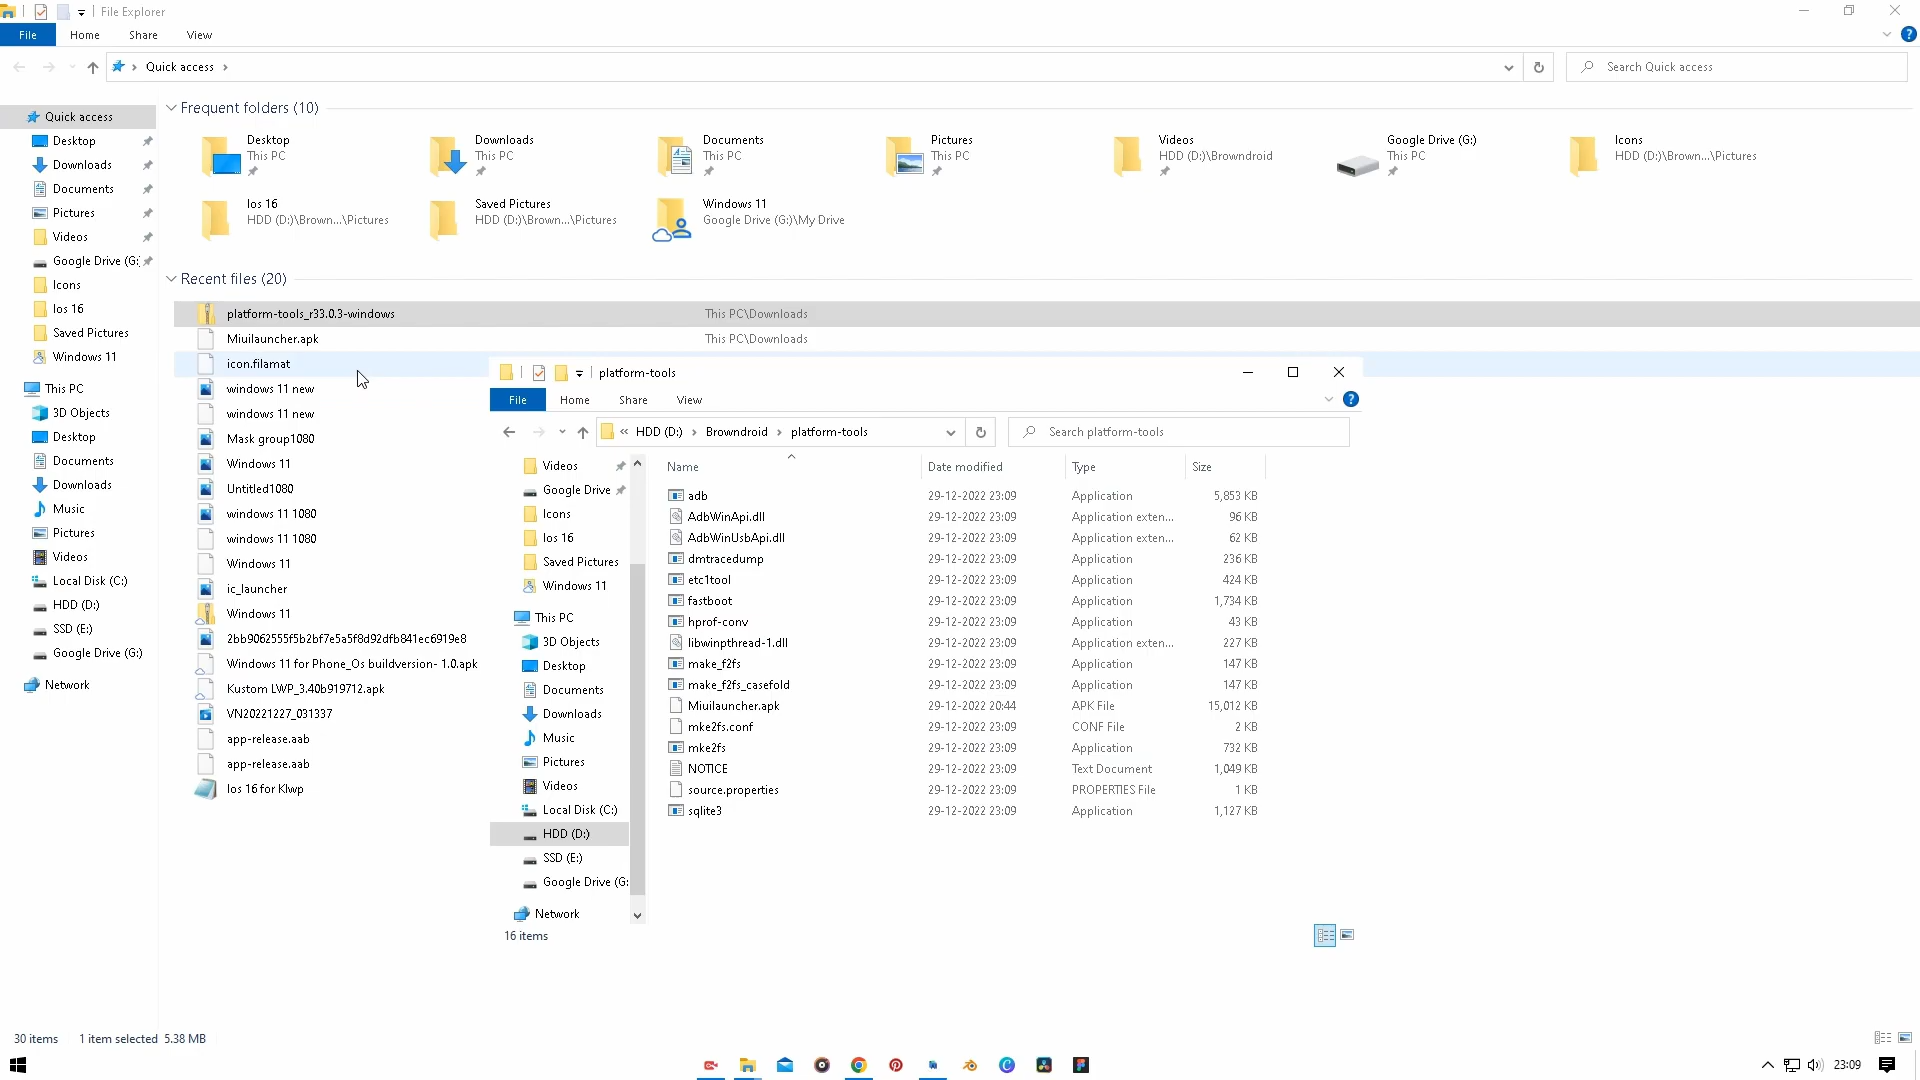 File Explorer
File Home Share View
Quick access
Search Quick access
Quick access
Desktop
Downloads
Documents
Pictures
Videos
Google Drive (G:
Icons
Ios 16
Saved Pictures
Windows 11
This PC
3D Objects
Desktop
Documents
Downloads
Music
Pictures
Videos
Local Disk (C:)
HDD (D:)
SSD (E:)
Google Drive (G:)
Network
Frequent folders (10)
Desktop
This PC
Downloads
This PC
Documents
This PC
Pictures
This PC
Videos
HDD (D:)\Browndroid
Google Drive (G:)
This PC
Icons
HDD (D:)\Brown...\Pictures
Ios 16
HDD (D:)\Brown...\Pictures
Saved Pictures
HDD (D:)\Brown...\Pictures
Windows 11
Google Drive (G:)\My Drive
Recent files (20)
platform-tools_r33.0.3-windows This PC\Downloads
Miuilauncher.apk This PC\Downloads
icon.filamat
windows 11 new
windows 11 new
Mask group1080
Windows 11
Untitled1080
windows 11 1080
windows 11 1080
Windows 11
ic_launcher
Windows 11
2bb9062555f5b2bf7e5a5f8d92dfb841ec6919e8
Windows 11 for Phone_Os buildversion- 1.0.apk
Kustom LWP_3.40b919712.apk
VN20221227_031337
app-release.aab
app-release.aab
Ios 16 for Klwp
platform-tools
File Home Share View
« HDD (D:) Browndroid platform-tools
Search platform-tools
Videos
Google Drive
Icons
Ios 16
Saved Pictures
Windows 11
This PC
3D Objects
Desktop
Documents
Downloads
Music
Pictures
Videos
Local Disk (C:)
HDD (D:)
SSD (E:)
Google Drive (G:
Network
Name Date modified Type Size
adb 29-12-2022 23:09 Application 5,853 KB
AdbWinApi.dll 29-12-2022 23:09 Application exten... 96 KB
AdbWinUsbApi.dll 29-12-2022 23:09 Application exten... 62 KB
dmtracedump 29-12-2022 23:09 Application 236 KB
etc1tool 29-12-2022 23:09 Application 424 KB
fastboot 29-12-2022 23:09 Application 1,734 KB
hprof-conv 29-12-2022 23:09 Application 43 KB
libwinpthread-1.dll 29-12-2022 23:09 Application exten... 227 KB
make_f2fs 29-12-2022 23:09 Application 147 KB
make_f2fs_casefold 29-12-2022 23:09 Application 147 KB
Miuilauncher.apk 29-12-2022 20:44 APK File 15,012 KB
mke2fs.conf 29-12-2022 23:09 CONF File 2 KB
mke2fs 29-12-2022 23:09 Application 732 KB
NOTICE 29-12-2022 23:09 Text Document 1,049 KB
source.properties 29-12-2022 23:09 PROPERTIES File 1 KB
sqlite3 29-12-2022 23:09 Application 1,127 KB
16 items
30 items 1 item selected 5.38 MB
23:09